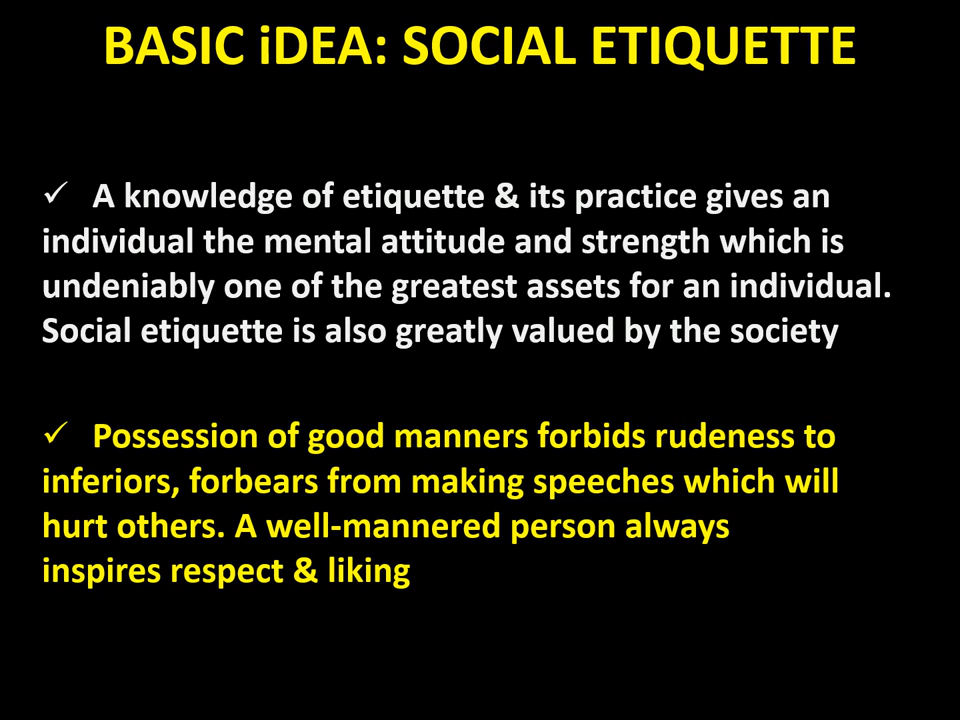 BASIC iDEA: SOCIAL ETIQUETTE
✓ A knowledge of etiquette & its practice gives an
individual the mental attitude and strength which is
undeniably one of the greatest assets for an individual.
Social etiquette is also greatly valued by the society
✓ Possession of good manners forbids rudeness to
inferiors, forbears from making speeches which will
hurt others. A well-mannered person always
inspires respect & liking